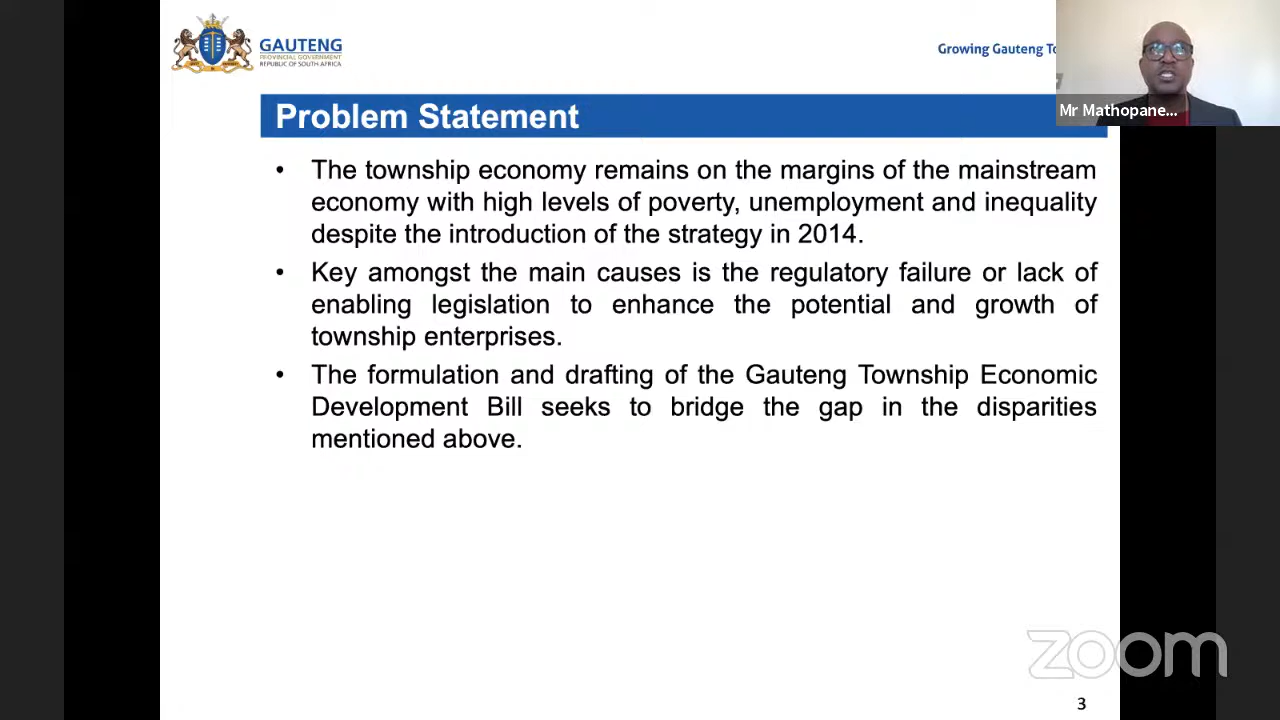 GAUTENG
PROVINCIAL GOVERNMENT
REPUBLIC OF SOUTH AFRICA
Growing Gauteng
Mr Mathopane...
Problem Statement
• The township economy remains on the margins of the mainstream
economy with high levels of poverty, unemployment and inequality
despite the introduction of the strategy in 2014.
• Key amongst the main causes is the regulatory failure or lack of
enabling legislation to enhance the potential and growth of
township enterprises.
• The formulation and drafting of the Gauteng Township Economic
Development Bill seeks to bridge the gap in the disparities
mentioned above.
zoom
3